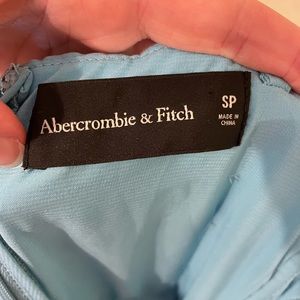 Abercrombie & Fitch
SP
MADE IN
CHINA